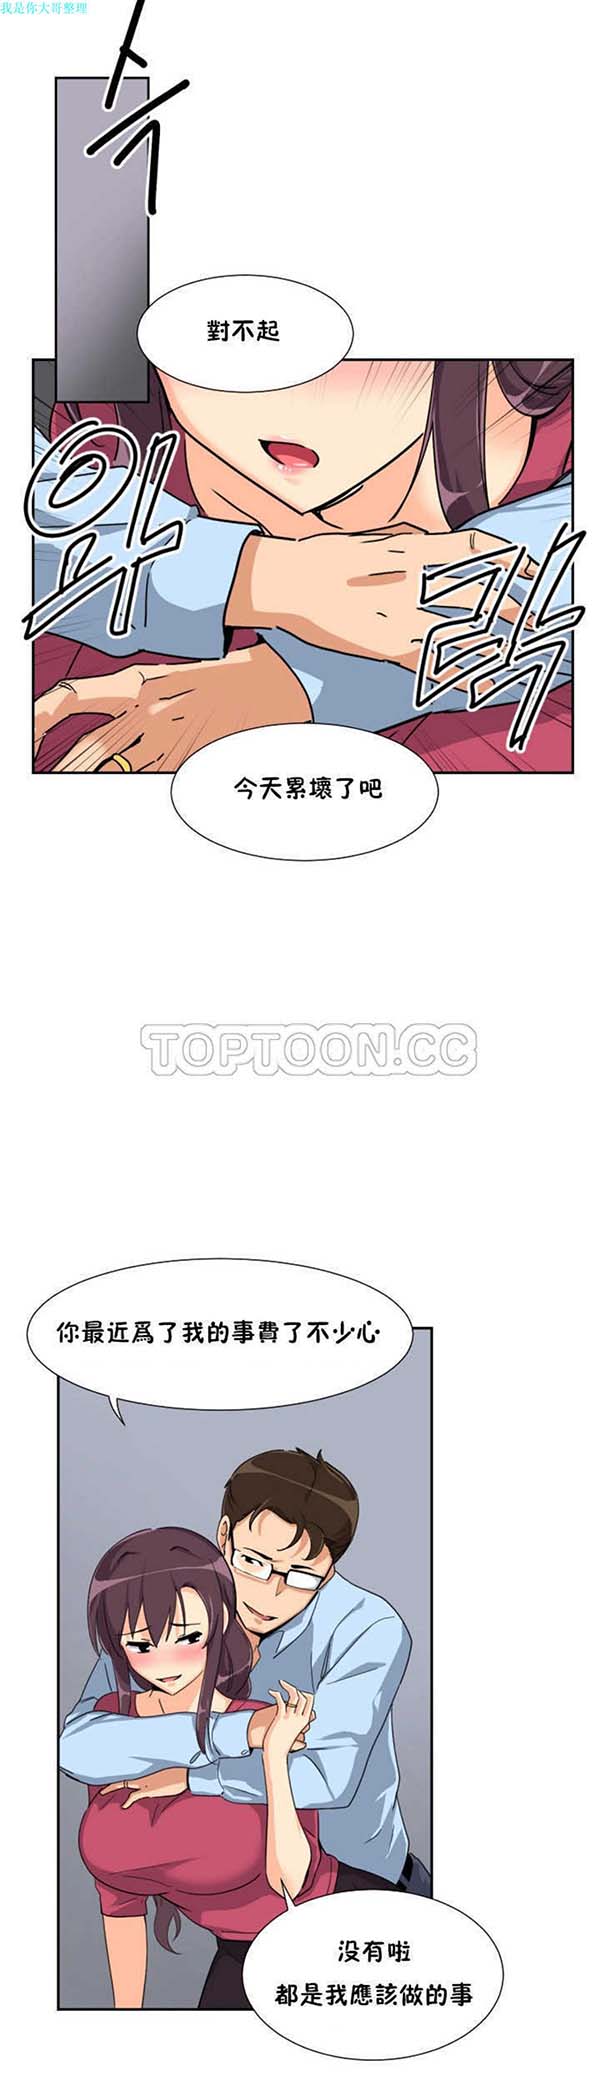 我是你大哥整理
對不起
와락
今天累壞了吧
TOPTOON.CC
你最近爲了我的事費了不少心
没有啦
都是我應該做的事